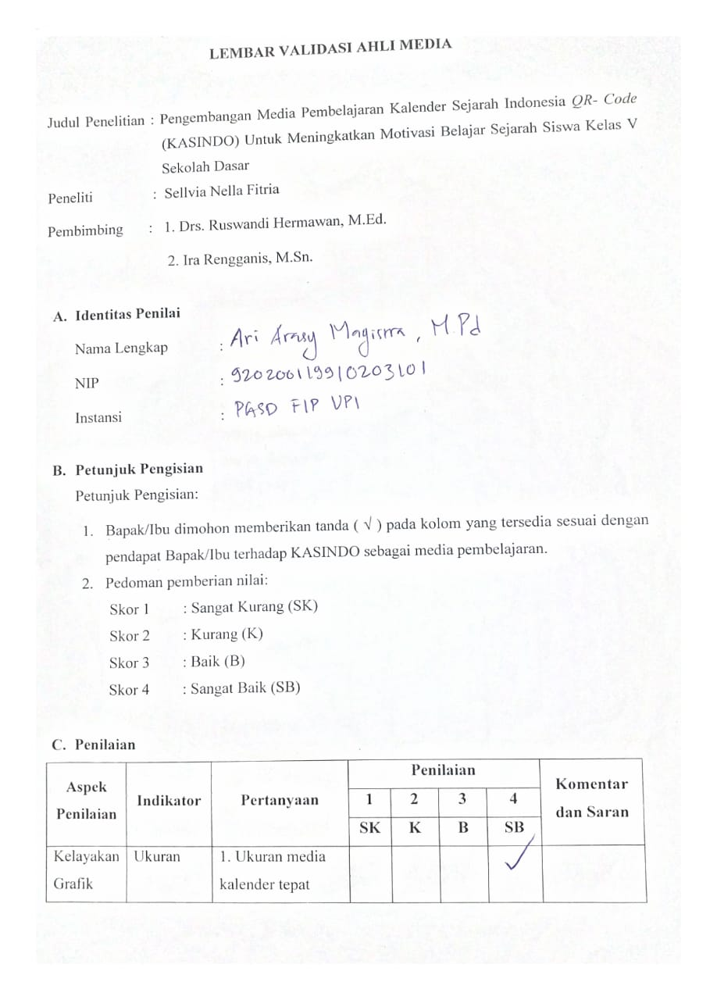 LEMBAR VALIDASI AHLI MEDIA
Judul Penelitian : Pengembangan Media Pembelajaran Kalender Sejarah Indonesia QR- Code
(KASINDO) Untuk Meningkatkan Motivasi Belajar Sejarah Siswa Kelas V
Sekolah Dasar
Peneliti : Sellvia Nella Fitria
Pembimbing : 1. Drs. Ruswandi Hermawan, M.Ed.
2. Ira Rengganis, M.Sn.
A. Identitas Penilai
Nama Lengkap : Ari Arasy Magisma, M.Pd
NIP : 920200119910203101
Instansi : PGSD FIP UPI
B. Petunjuk Pengisian
Petunjuk Pengisian:
1. Bapak/Ibu dimohon memberikan tanda ( √ ) pada kolom yang tersedia sesuai dengan
pendapat Bapak/Ibu terhadap KASINDO sebagai media pembelajaran.
2. Pedoman pemberian nilai:
Skor 1 : Sangat Kurang (SK)
Skor 2 : Kurang (K)
Skor 3 : Baik (B)
Skor 4 : Sangat Baik (SB)
C. Penilaian
Aspek Penilaian Indikator Pertanyaan Penilaian Komentar dan Saran
1 2 3 4
SK K B SB
Kelayakan Ukuran 1. Ukuran media ✓
Grafik kalender tepat